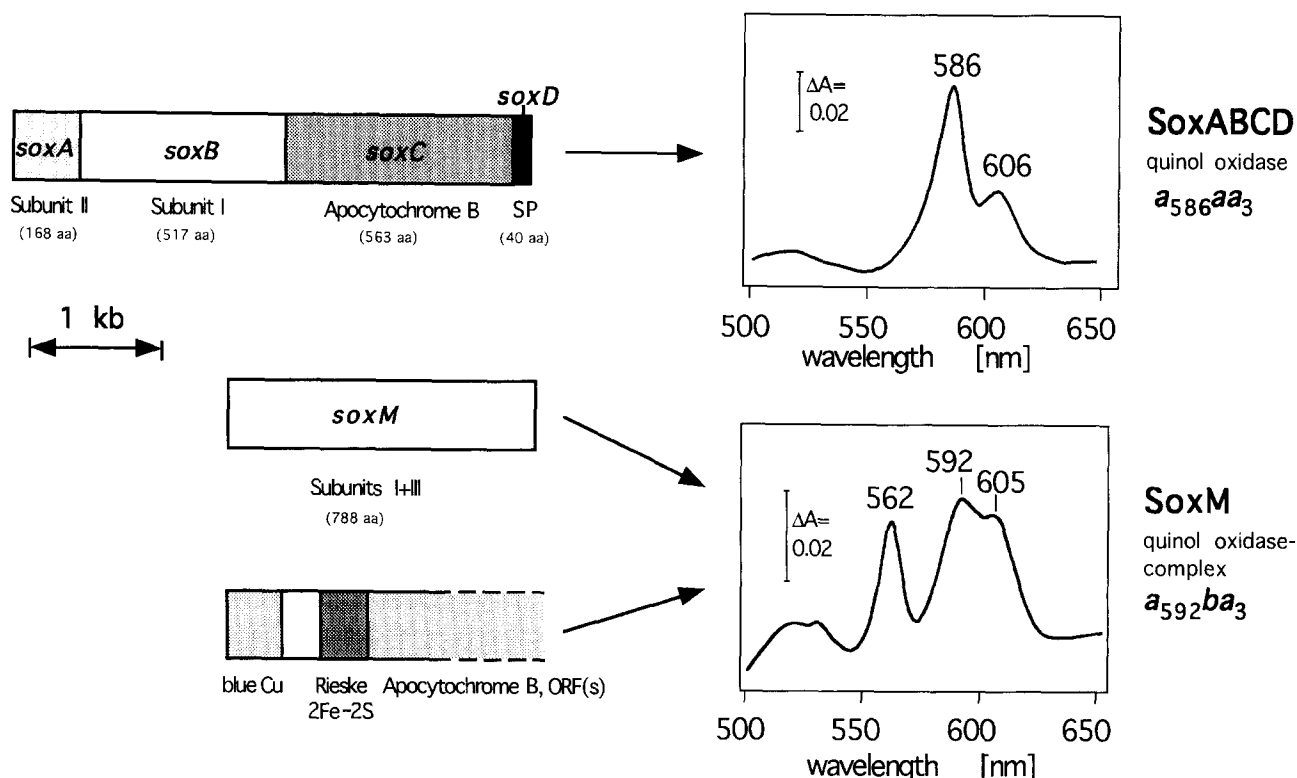 soxD
soxA soxB soxC
Subunit II Subunit I Apocytochrome B SP
(168 aa) (517 aa) (563 aa) (40 aa)
1 kb
586
606
ΔA=
0.02
500 550 600 650
wavelength [nm]
SoxABCD
quinol oxidase
a586aa3
soxM
Subunits I+III
(788 aa)
blue Cu Rieske Apocytochrome B, ORF(s)
2Fe-2S
592
605
562
ΔA=
0.02
500 550 600 650
wavelength [nm]
SoxM
quinol oxidase-
complex
a592ba3